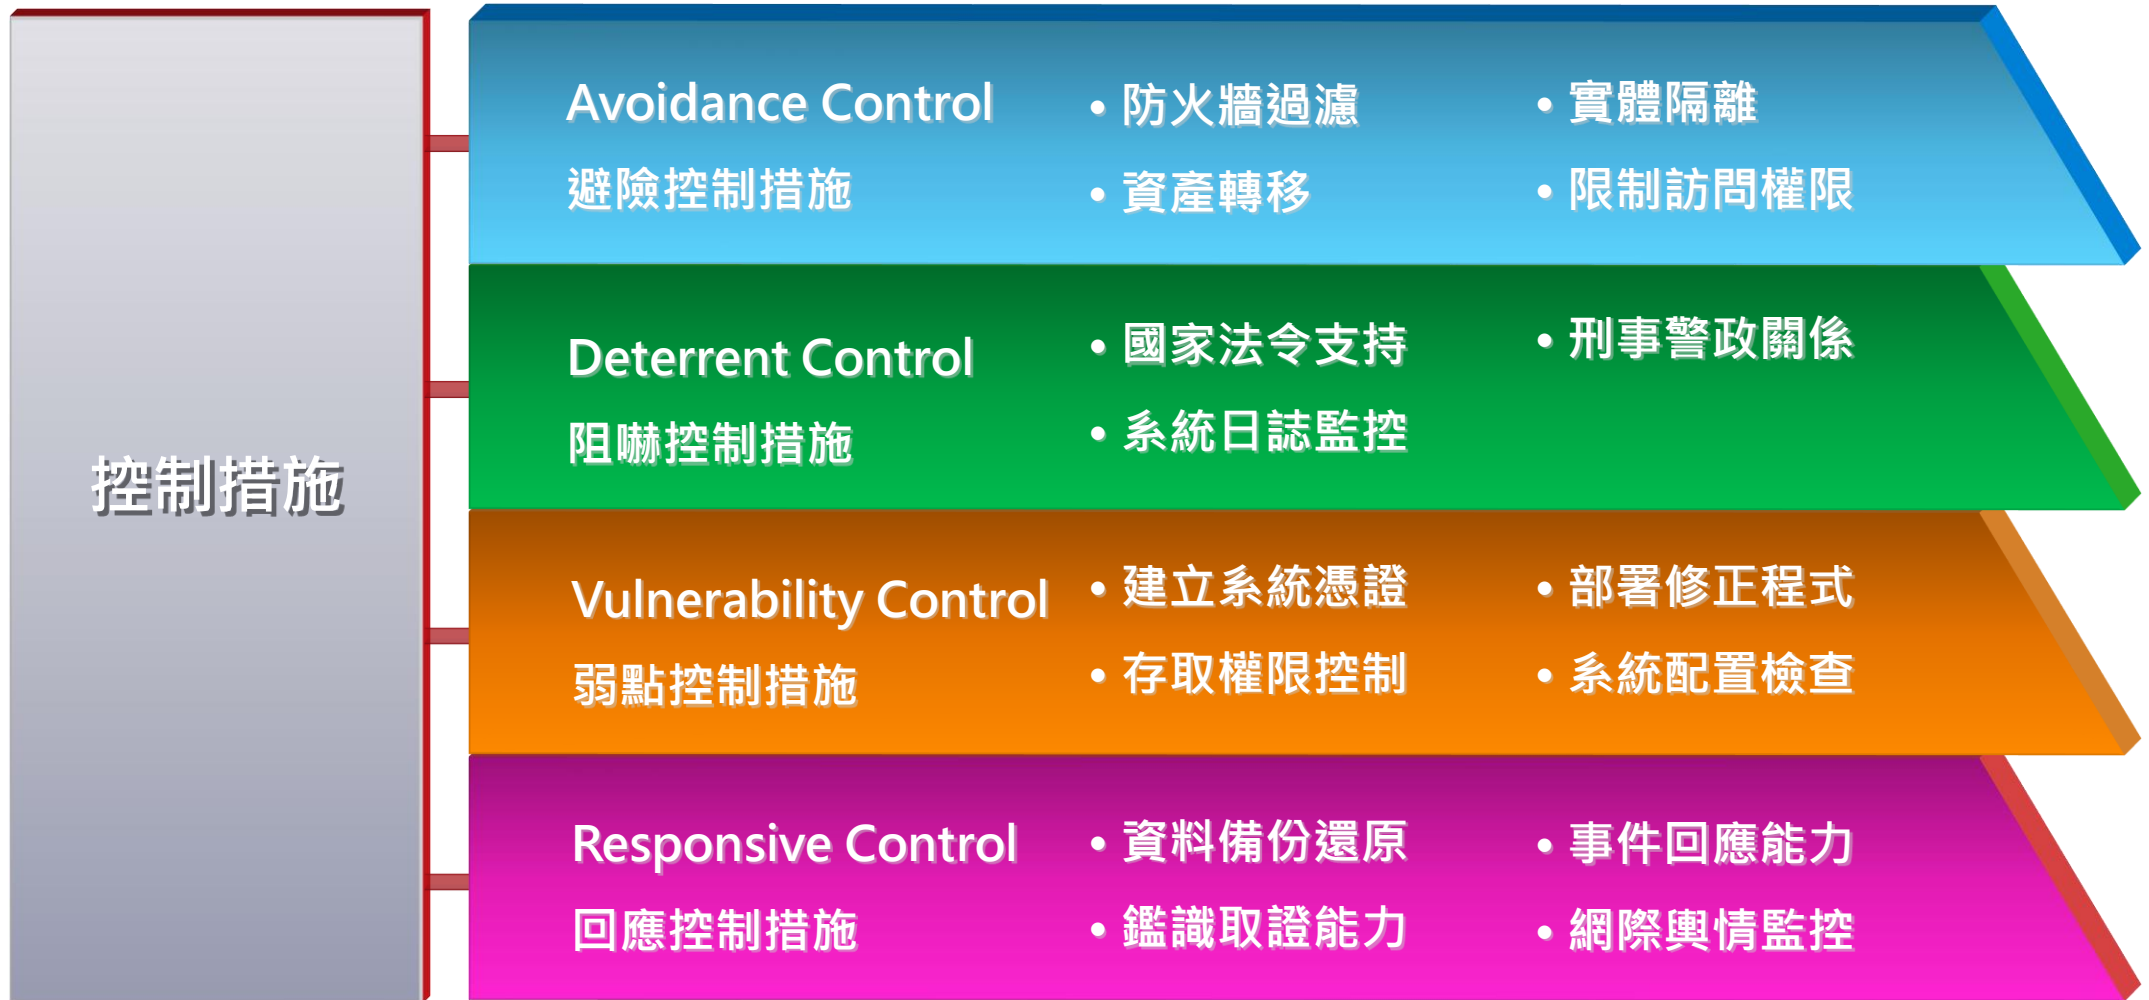 控制措施
Avoidance Control
避險控制措施
• 防火牆過濾
• 資產轉移
• 實體隔離
• 限制訪問權限
Deterrent Control
阻嚇控制措施
• 國家法令支持
• 系統日誌監控
• 刑事警政關係
Vulnerability Control
弱點控制措施
• 建立系統憑證
• 存取權限控制
• 部署修正程式
• 系統配置檢查
Responsive Control
回應控制措施
• 資料備份還原
• 鑑識取證能力
• 事件回應能力
• 網際輿情監控